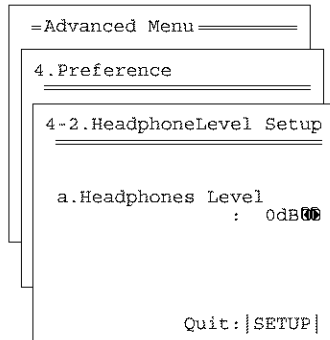 =Advanced Menu
4.Preference
4-2.HeadphoneLevel Setup
a.Headphones Level
: 0dB
Quit:|SETUP|